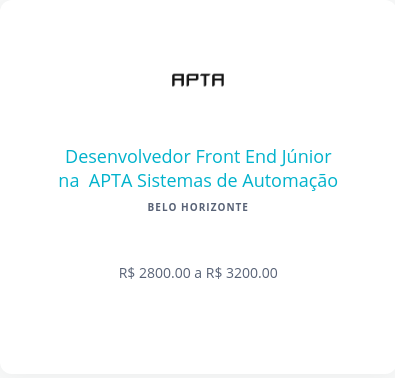 APTA
Desenvolvedor Front End Júnior
na APTA Sistemas de Automação
BELO HORIZONTE
R$ 2800.00 a R$ 3200.00